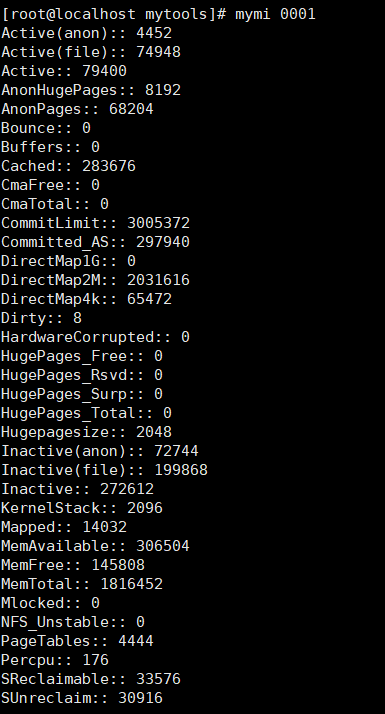 [root@localhost mytools]# mymi 0001
Active(anon):: 4452
Active(file):: 74948
Active:: 79400
AnonHugePages:: 8192
AnonPages:: 68204
Bounce:: 0
Buffers:: 0
Cached:: 283676
CmaFree:: 0
CmaTotal:: 0
CommitLimit:: 3005372
Committed_AS:: 297940
DirectMap1G:: 0
DirectMap2M:: 2031616
DirectMap4k:: 65472
Dirty:: 8
HardwareCorrupted:: 0
HugePages_Free:: 0
HugePages_Rsvd:: 0
HugePages_Surp:: 0
HugePages_Total:: 0
Hugepagesize:: 2048
Inactive(anon):: 72744
Inactive(file):: 199868
Inactive:: 272612
KernelStack:: 2096
Mapped:: 14032
MemAvailable:: 306504
MemFree:: 145808
MemTotal:: 1816452
Mlocked:: 0
NFS_Unstable:: 0
PageTables:: 4444
Percpu:: 176
SReclaimable:: 33576
SUnreclaim:: 30916